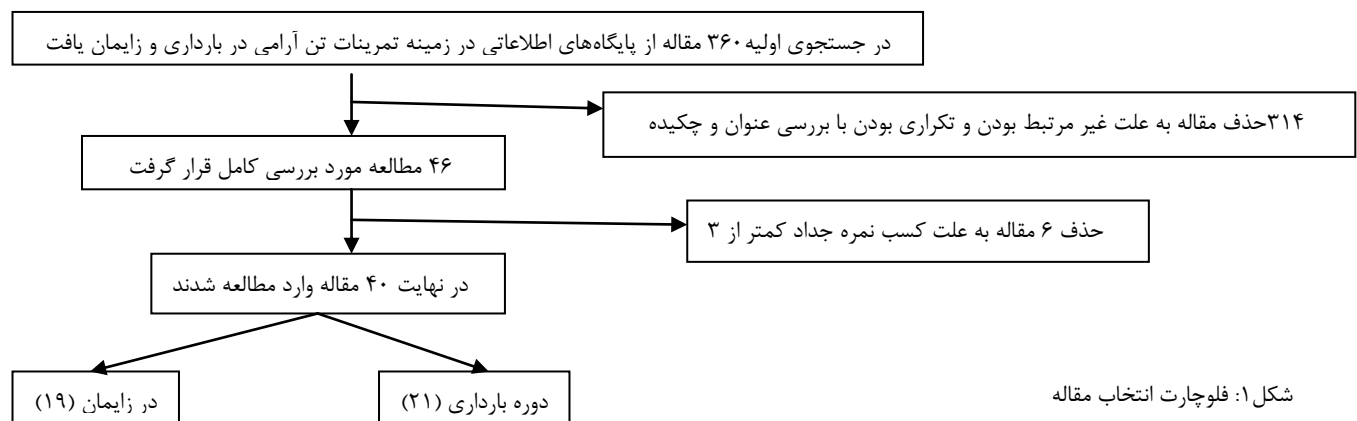 در جستجوی اولیه ۳۶۰ مقاله از پایگاه‌های اطلاعاتی در زمینه تمرینات تن آرامی در بارداری و زایمان یافت
۳۱۴حذف مقاله به علت غیر مرتبط بودن و تکراری بودن با بررسی عنوان و چکیده
۴۶ مطالعه مورد بررسی کامل قرار گرفت
حذف ۶ مقاله به علت کسب نمره جداد کمتر از ۳
در نهایت ۴۰ مقاله وارد مطالعه شدند
دوره بارداری (۲۱)
در زایمان (۱۹)
شکل۱: فلوچارت انتخاب مقاله